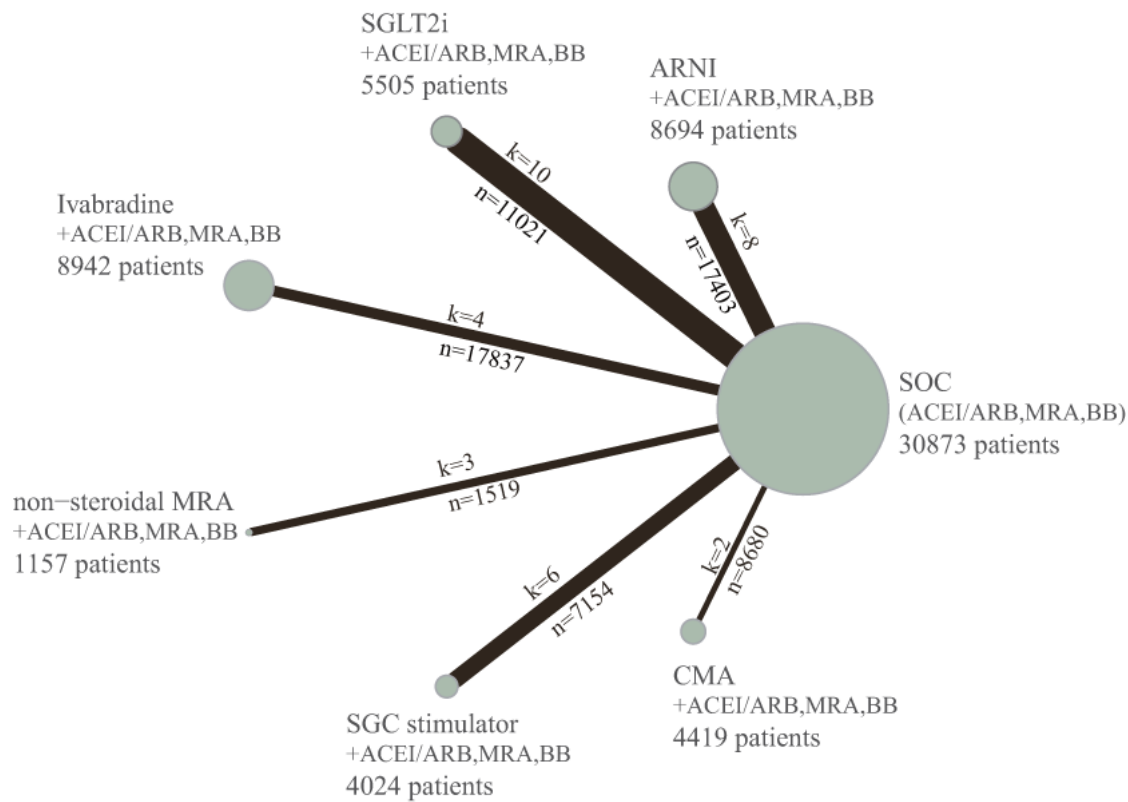 SGLT2i
+ACEI/ARB,MRA,BB
5505 patients
ARNI
+ACEI/ARB,MRA,BB
8694 patients
k=10
n=11021
k=8
n=17403
Ivabradine
+ACEI/ARB,MRA,BB
8942 patients
k=4
n=17837
SOC
(ACEI/ARB,MRA,BB)
30873 patients
k=3
n=1519
non−steroidal MRA
+ACEI/ARB,MRA,BB
1157 patients
k=6
n=7154
k=2
n=8680
SGC stimulator
+ACEI/ARB,MRA,BB
4024 patients
CMA
+ACEI/ARB,MRA,BB
4419 patients